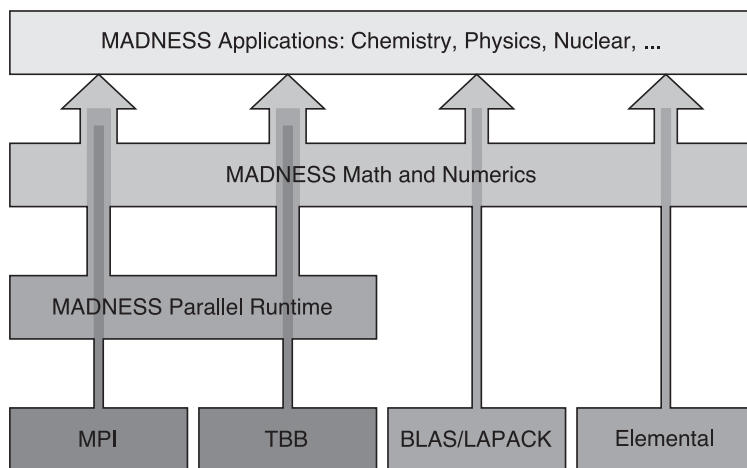 MADNESS Applications: Chemistry, Physics, Nuclear, ...
MADNESS Math and Numerics
MADNESS Parallel Runtime
MPI
TBB
BLAS/LAPACK
Elemental